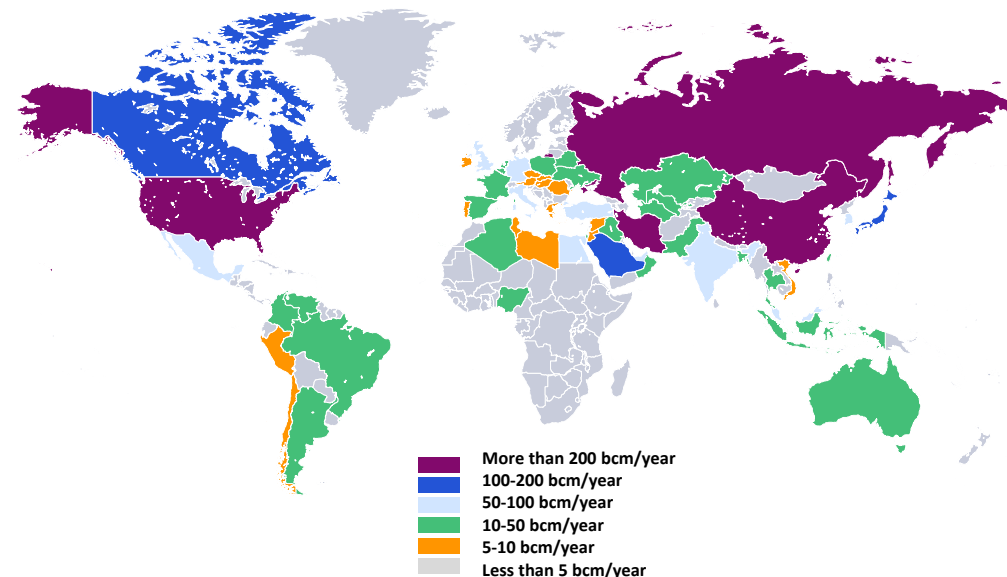 More than 200 bcm/year
100-200 bcm/year
50-100 bcm/year
10-50 bcm/year
5-10 bcm/year
Less than 5 bcm/year